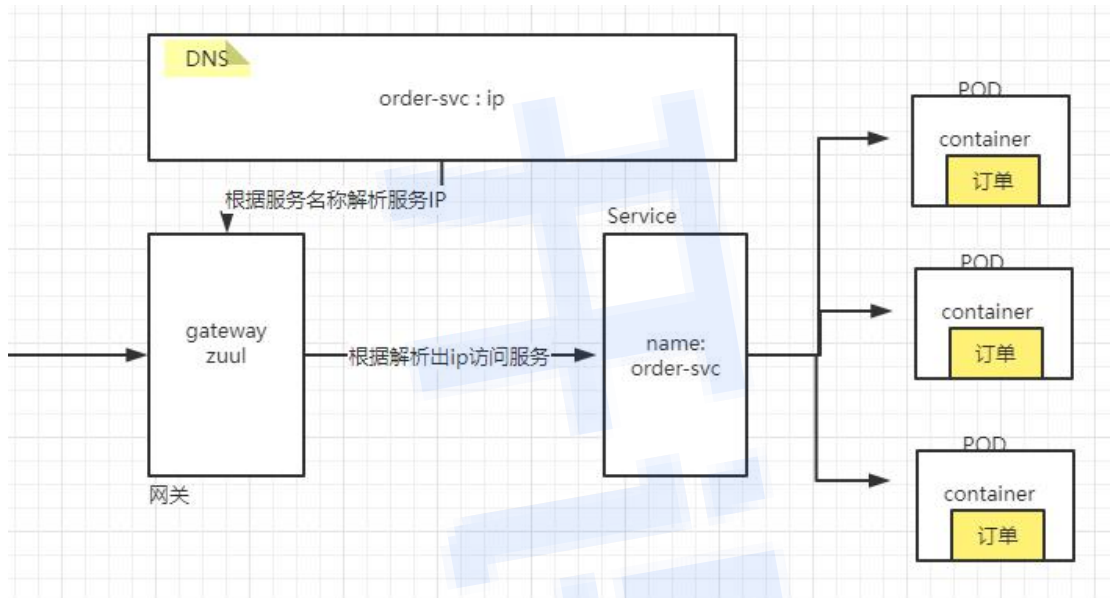 DNS
order-svc : ip
根据服务名称解析服务IP
gateway
zuul
网关
根据解析出ip访问服务
Service
name:
order-svc
POD
container
订单
POD
container
订单
POD
container
订单